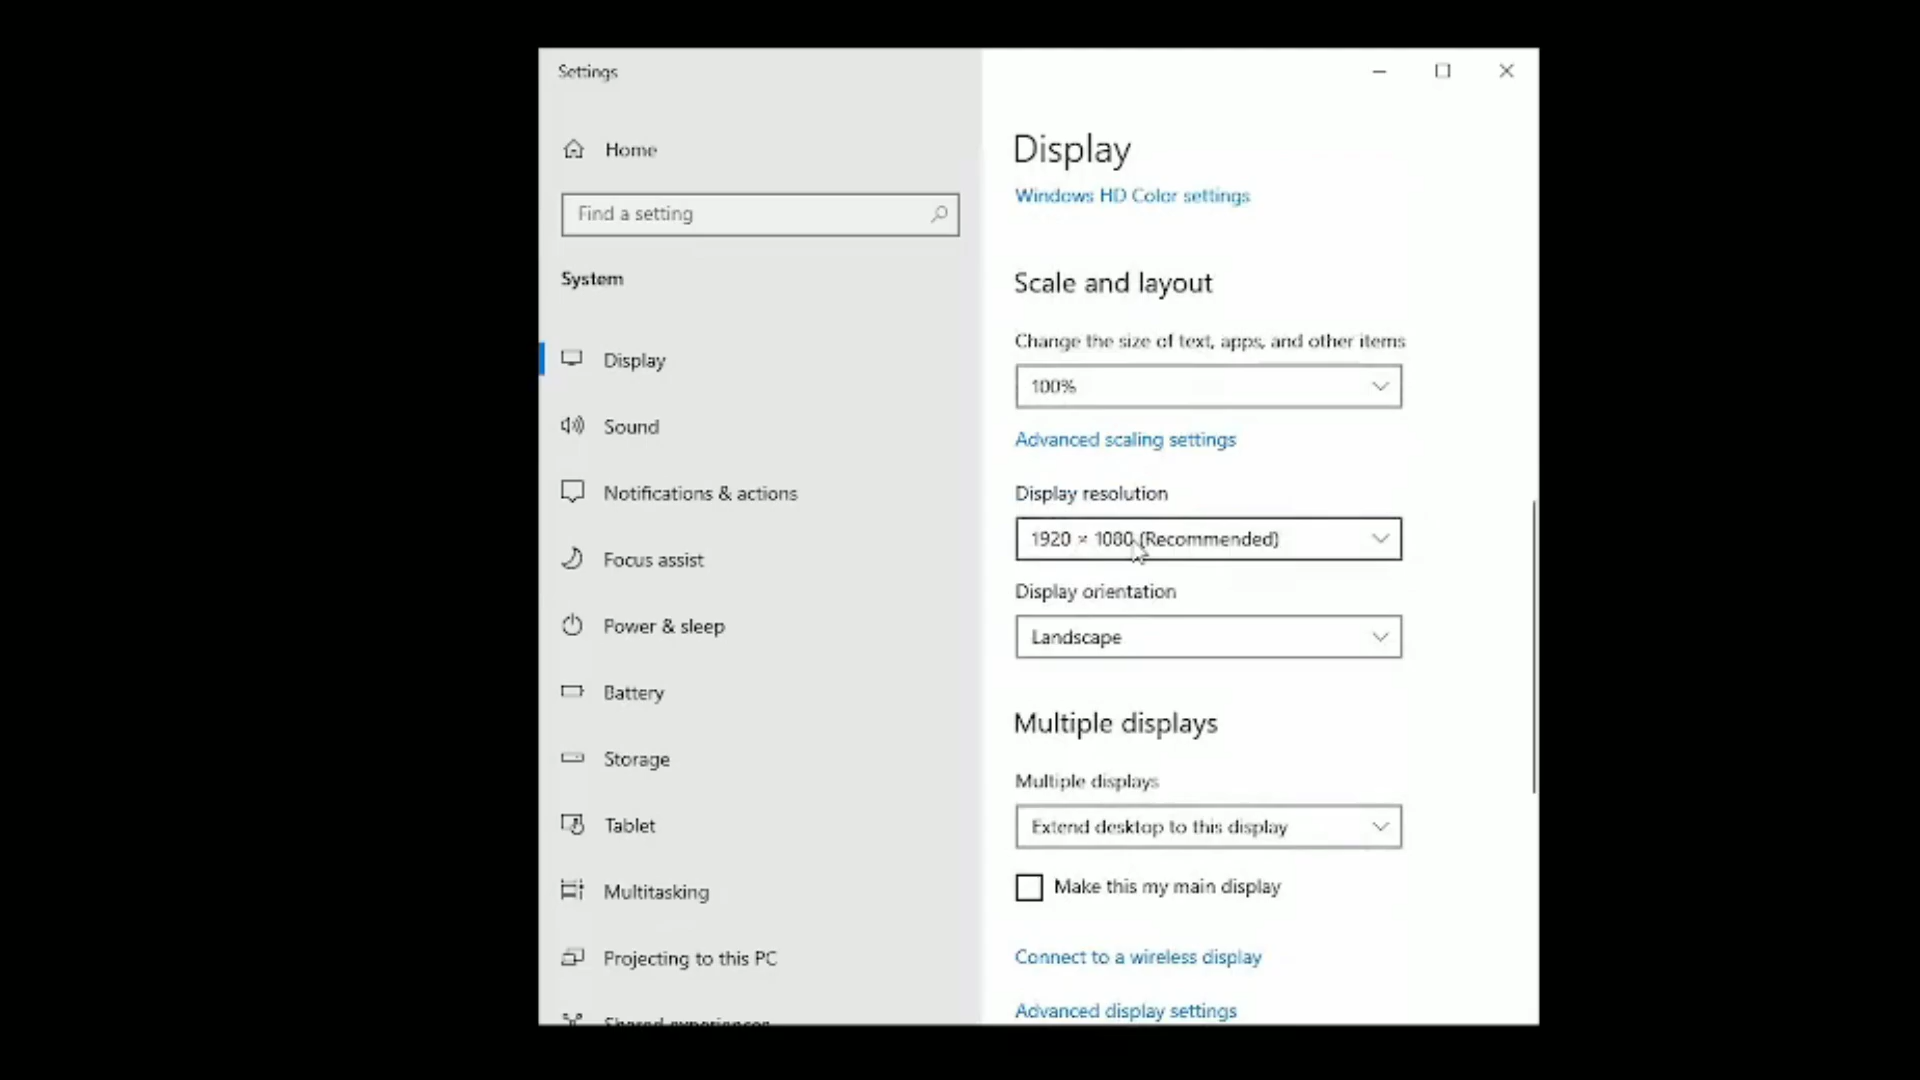 Settings
Home
Find a setting
System
Display
Sound
Notifications & actions
Focus assist
Power & sleep
Battery
Storage
Tablet
Multitasking
Projecting to this PC
Shared experiences
Display
Windows HD Color settings
Scale and layout
Change the size of text, apps, and other items
100%
Advanced scaling settings
Display resolution
1920 × 1080 (Recommended)
Display orientation
Landscape
Multiple displays
Multiple displays
Extend desktop to this display
Make this my main display
Connect to a wireless display
Advanced display settings